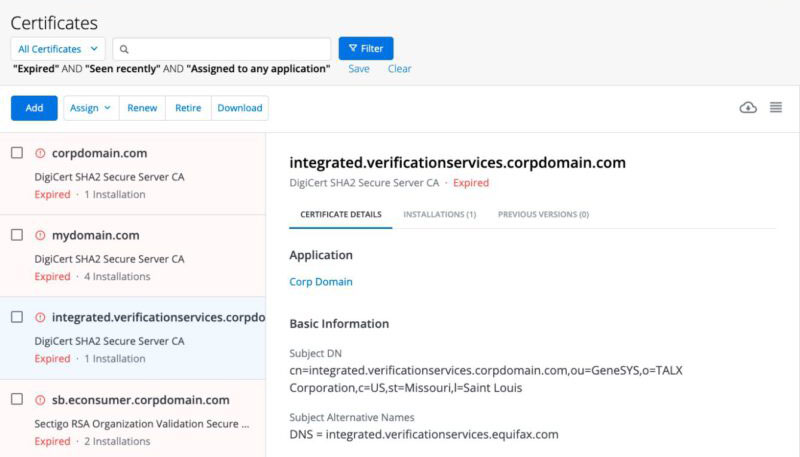 Certificates
All Certificates
Filter
"Expired" AND "Seen recently" AND "Assigned to any application"
Save
Clear
Add
Assign
Renew
Retire
Download
corpdomain.com
DigiCert SHA2 Secure Server CA
Expired · 1 Installation
mydomain.com
DigiCert SHA2 Secure Server CA
Expired · 4 Installations
integrated.verificationservices.corpdo
DigiCert SHA2 Secure Server CA
Expired · 1 Installation
sb.econsumer.corpdomain.com
Sectigo RSA Organization Validation Secure ...
Expired · 2 Installations
integrated.verificationservices.corpdomain.com
DigiCert SHA2 Secure Server CA · Expired
CERTIFICATE DETAILS
INSTALLATIONS (1)
PREVIOUS VERSIONS (0)
Application
Corp Domain
Basic Information
Subject DN
cn=integrated.verificationservices.corpdomain.com,ou=GeneSYS,o=TALX
Corporation,c=US,st=Missouri,l=Saint Louis
Subject Alternative Names
DNS = integrated.verificationservices.equifax.com